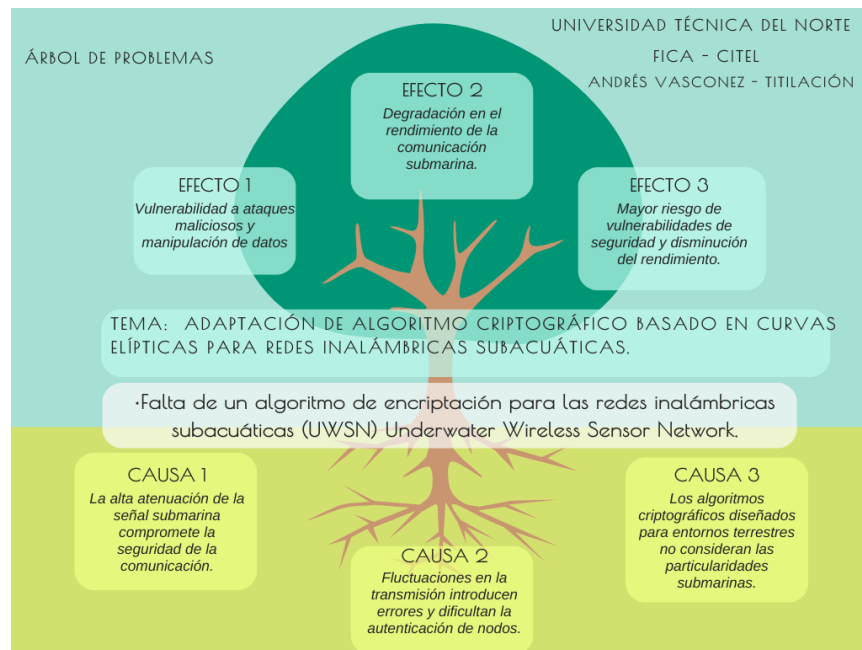 ÁRBOL DE PROBLEMAS
UNIVERSIDAD TÉCNICA DEL NORTE
FICA - CITEL
ANDRÉS VASCONEZ - TITILACIÓN
EFECTO 2
Degradación en el
rendimiento de la
comunicación
submarina.
EFECTO 1
Vulnerabilidad a ataques
maliciosos y
manipulación de datos
EFECTO 3
Mayor riesgo de
vulnerabilidades de
seguridad y disminución
del rendimiento.
TEMA: ADAPTACIÓN DE ALGORITMO CRIPTOGRÁFICO BASADO EN CURVAS
ELÍPTICAS PARA REDES INALÁMBRICAS SUBACUÁTICAS.
·Falta de un algoritmo de encriptación para las redes inalámbricas
subacuáticas (UWSN) Underwater Wireless Sensor Network.
CAUSA 1
La alta atenuación de la
señal submarina
compromete la
seguridad de la
comunicación.
CAUSA 2
Fluctuaciones en la
transmisión introducen
errores y dificultan la
autenticación de nodos.
CAUSA 3
Los algoritmos
criptográficos diseñados
para entornos terrestres
no consideran las
particularidades
submarinas.